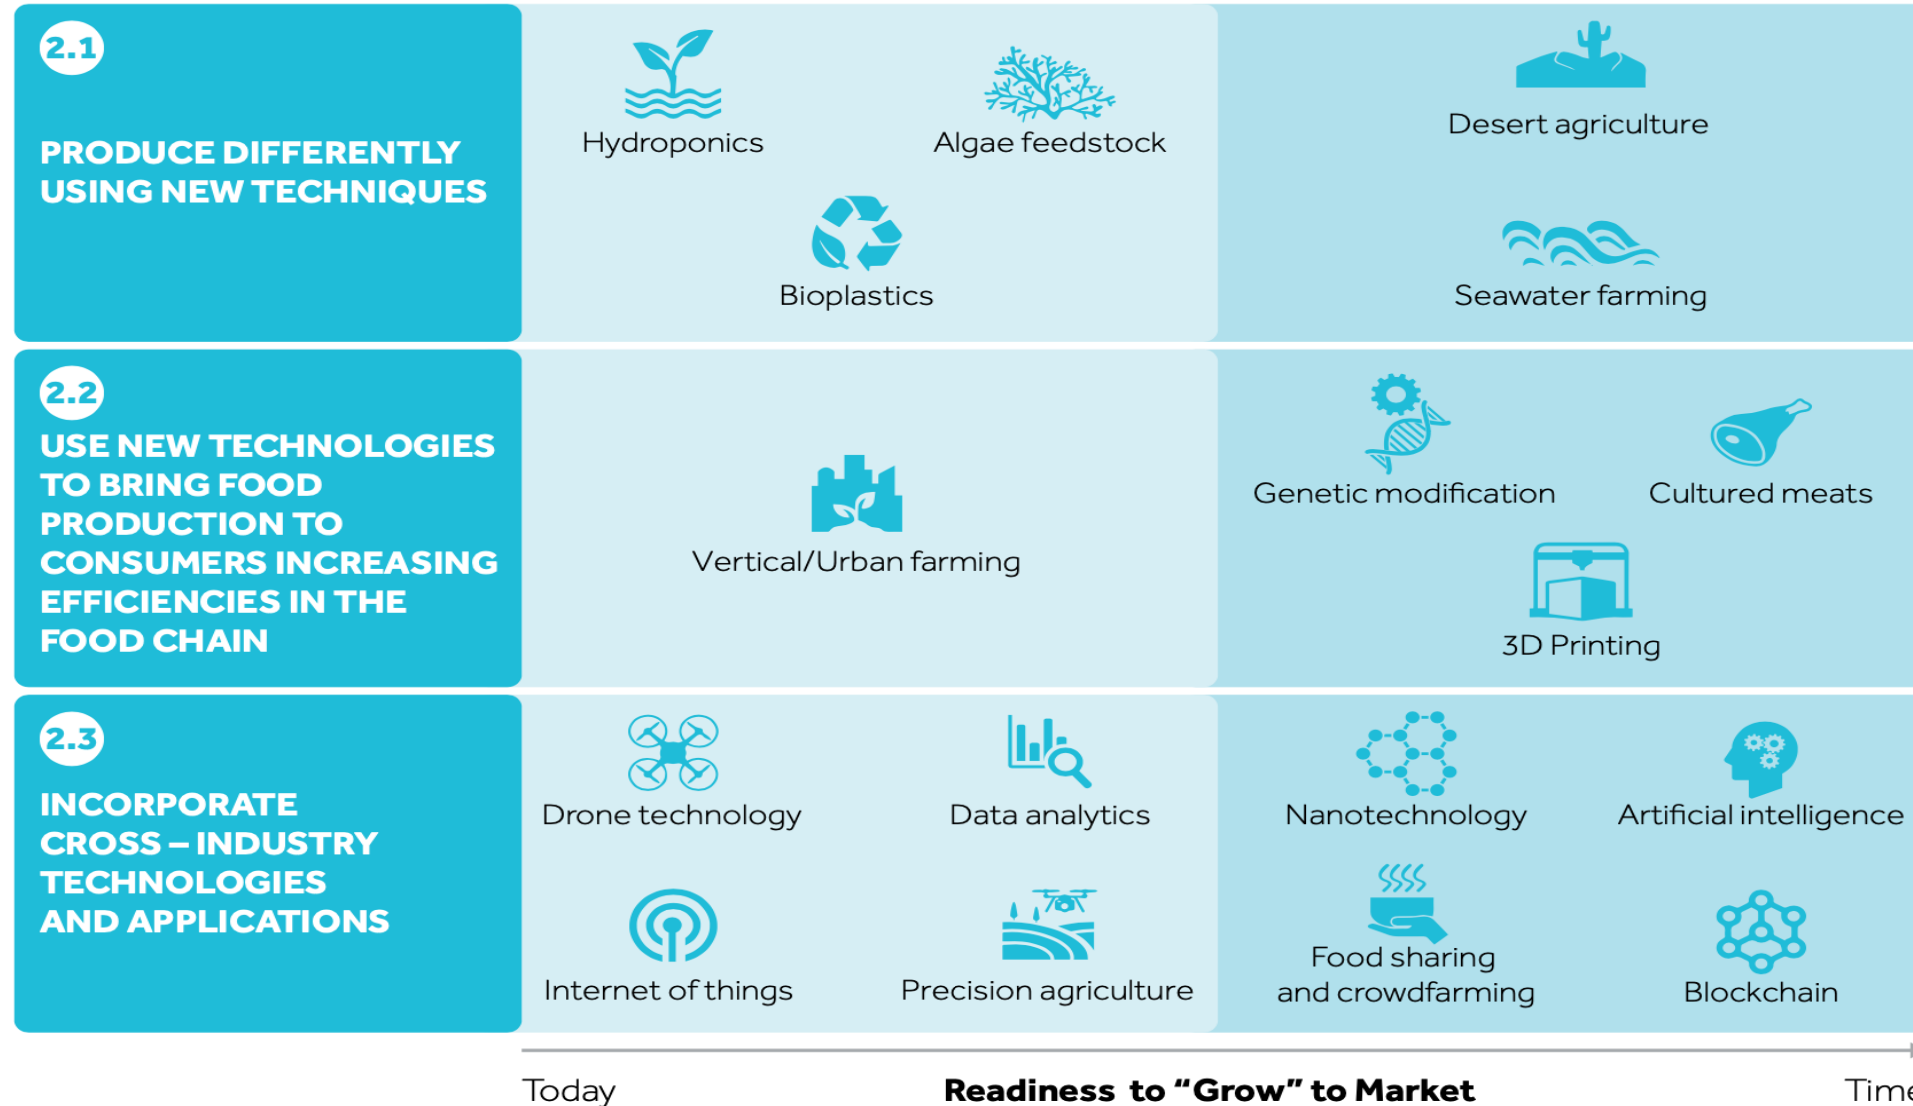 2.1
PRODUCE DIFFERENTLY
USING NEW TECHNIQUES
Hydroponics
Algae feedstock
Bioplastics
Desert agriculture
Seawater farming
2.2
USE NEW TECHNOLOGIES
TO BRING FOOD
PRODUCTION TO
CONSUMERS INCREASING
EFFICIENCIES IN THE
FOOD CHAIN
Vertical/Urban farming
Genetic modification
Cultured meats
3D Printing
2.3
INCORPORATE
CROSS – INDUSTRY
TECHNOLOGIES
AND APPLICATIONS
Drone technology
Data analytics
Internet of things
Precision agriculture
Nanotechnology
Artificial intelligence
Food sharing
and crowdfarming
Blockchain
Today
Readiness to “Grow” to Market
Time